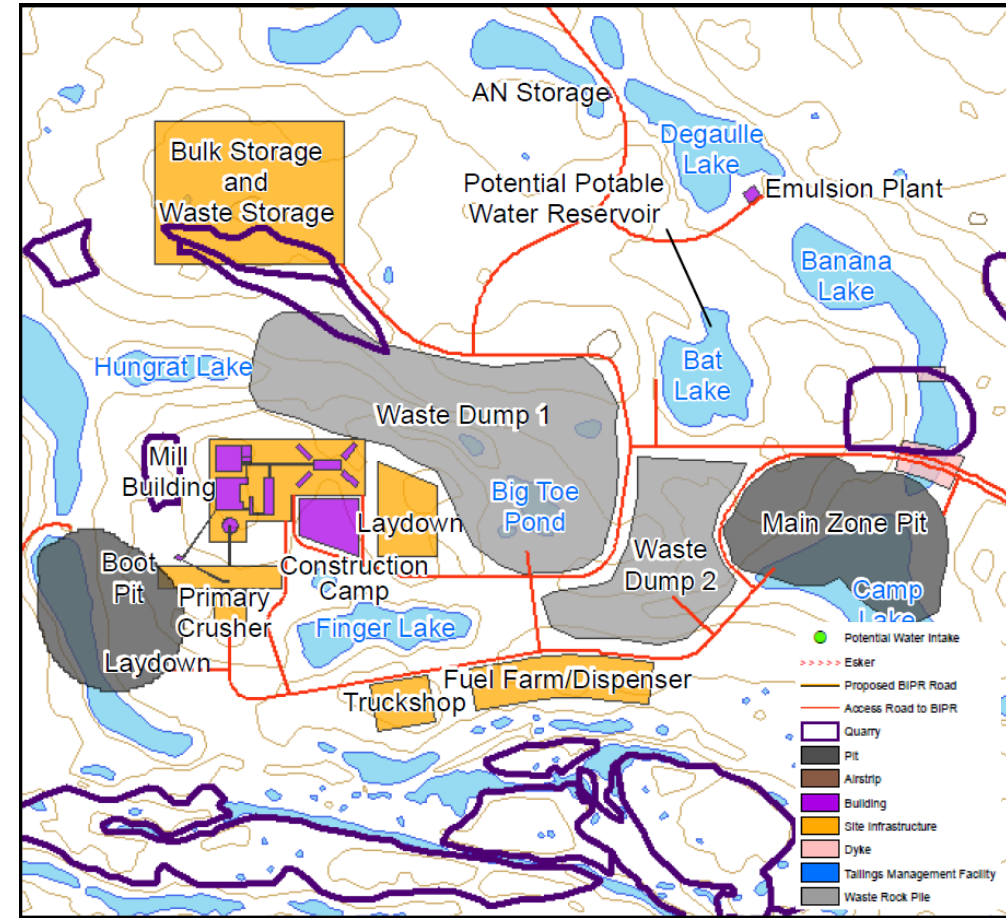 AN Storage
Degaulle
Lake
Bulk Storage
and
Waste Storage
Potential Potable
Water Reservoir
Emulsion Plant
Banana
Lake
Hungrat Lake
Bat
Lake
Waste Dump 1
Mill
Building
Laydown
Big Toe
Pond
Main Zone Pit
Waste
Dump 2
Boot
Pit
Construction
Camp
Primary
Crusher
Finger Lake
Camp
Lake
Laydown
Fuel Farm/Dispenser
Truckshop
Potential Water Intake
Esker
Proposed BIPR Road
Access Road to BIPR
Quarry
Pit
Airstrip
Building
Site Infrastructure
Dyke
Tailings Management Facility
Waste Rock Pile